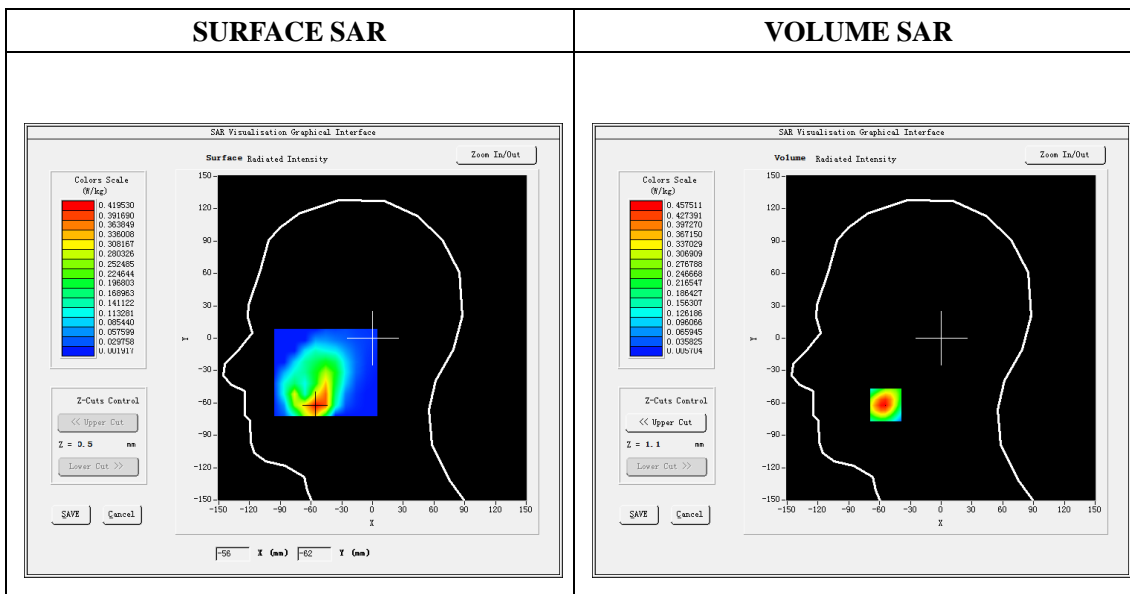 SURFACE SAR
VOLUME SAR
SAR Visualisation Graphical Interface
Surface Radiated Intensity
Zoom In/Out
Colors Scale
(W/kg)
0.419530
0.391690
0.363849
0.336008
0.308167
0.280326
0.252485
0.224644
0.196803
0.168963
0.141122
0.113281
0.085440
0.057599
0.029758
0.001917
Z-Cuts Control
<< Upper Cut
Z = 0.5 mm
Lower Cut >>
SAVE
Cancel
150
120
90
60
30
0
-30
-60
-90
-120
-150
Y
-150 -120 -90 -60 -30 0 30 60 90 120 150
X
-56 X (mm) -62 Y (mm)
SAR Visualisation Graphical Interface
Volume Radiated Intensity
Zoom In/Out
Colors Scale
(W/kg)
0.457511
0.427391
0.397270
0.367150
0.337029
0.306909
0.276788
0.246668
0.216547
0.186427
0.156307
0.126186
0.096066
0.065945
0.035825
0.005704
Z-Cuts Control
<< Upper Cut
Z = 1.1 mm
Lower Cut >>
SAVE
Cancel
150
120
90
60
30
0
-30
-60
-90
-120
-150
Y
-150 -120 -90 -60 -30 0 30 60 90 120 150
X